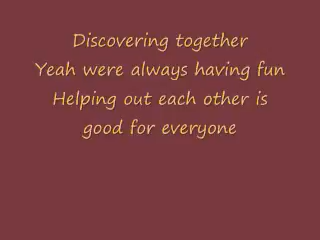 Discovering together
Yeah were always having fun
Helping out each other is
good for everyone